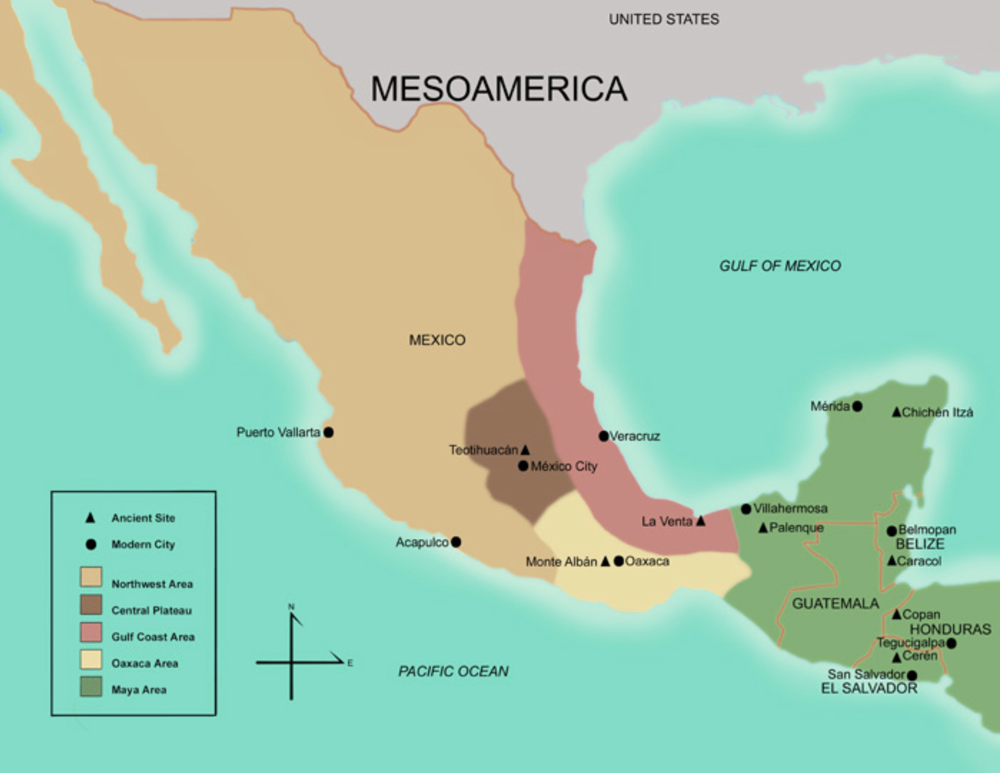 UNITED STATES
MESOAMERICA
GULF OF MEXICO
MEXICO
Mérida
Chichén Itzá
Puerto Vallarta
Veracruz
Teotihuacán
México City
Villahermosa
La Venta
Palenque
Belmopan
BELIZE
Acapulco
Monte Albán
Oaxaca
Caracol
GUATEMALA
Copan
HONDURAS
Tegucigalpa
Cerén
San Salvador
EL SALVADOR
PACIFIC OCEAN
N
E
Ancient Site
Modern City
Northwest Area
Central Plateau
Gulf Coast Area
Oaxaca Area
Maya Area